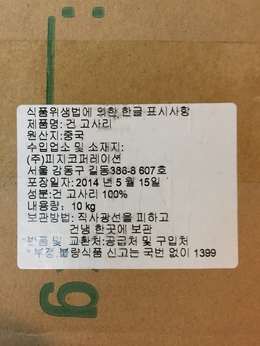 식품위생법에 의한 한글 표시사항
제품명: 건 고사리
원산지:중국
수입업소 및 소재지:
(주)피지코퍼레이션
서울 강동구 길동386-8 607호
포장일자: 2014 년 5 월 15일
성분:건 고사리 100%
내용량: 10 kg
보관방법: 직사광선을 피하고
건냉 한곳에 보관
반품 및 교환처:공급처 및 구입처
* 부정,불량식품 신고는 국번 없이 1399